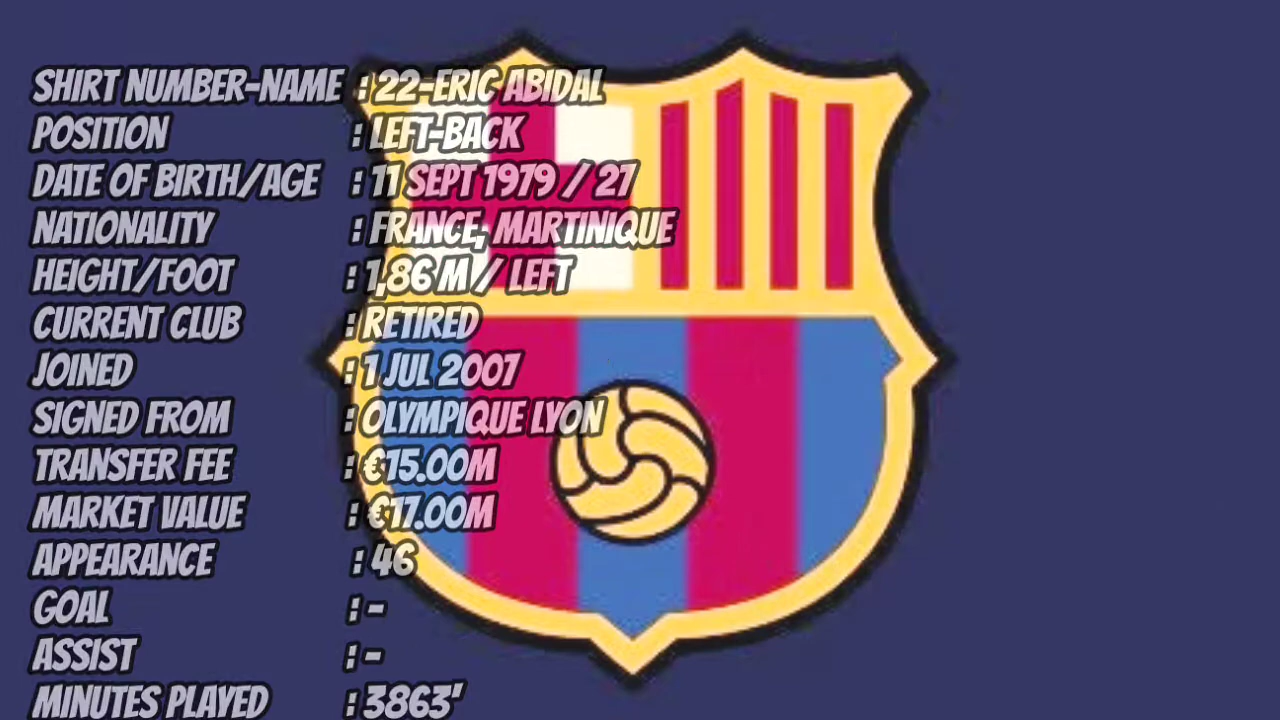 SHIRT NUMBER-NAME : 22-ERIC ABIDAL
POSITION : LEFT-BACK
DATE OF BIRTH/AGE : 11 SEPT 1979 / 27
NATIONALITY : FRANCE, MARTINIQUE
HEIGHT/FOOT : 1,86 M / LEFT
CURRENT CLUB : RETIRED
JOINED : 1 JUL 2007
SIGNED FROM : OLYMPIQUE LYON
TRANSFER FEE : €15.00M
MARKET VALUE : €17.00M
APPEARANCE : 46
GOAL : -
ASSIST : -
MINUTES PLAYED : 3863'